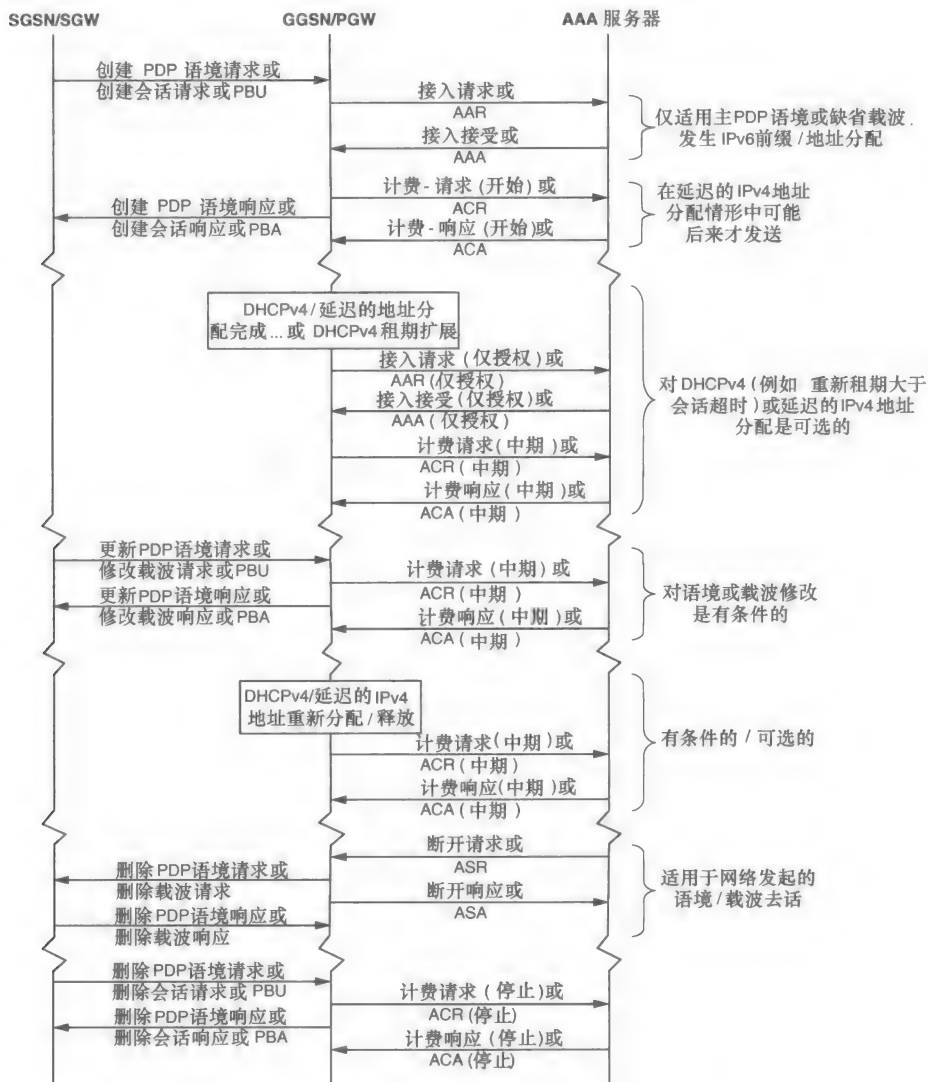 SGSN/SGW
GGSN/PGW
AAA 服务器
创建 PDP 语境请求或
创建会话请求或PBU
接入请求或
AAR
接入接受或
AAA
仅适用主PDP语境或缺省载波.
发生IPv6前缀/地址分配
计费-请求(开始)或
ACR
创建 PDP 语境响应或
创建会话响应或PBA
计费-响应(开始)或
ACA
在延迟的IPv4地址
分配情形中可能
后来才发送
DHCPv4/延迟的地址分
配完成...或 DHCPv4租期扩展
接入请求(仅授权)或
AAR(仅授权)
接入接受(仅授权)或
AAA(仅授权)
计费请求(中期)或
ACR(中期)
计费响应(中期)或
ACA(中期)
对DHCPv4(例如 重新租期大于
会话超时)或延迟的IPv4地址
分配是可选的
更新PDP语境请求或
修改载波请求或PBU
计费请求(中期)或
ACR(中期)
更新PDP语境响应或
修改载波响应或PBA
计费响应(中期)或
ACA(中期)
对语境或载波修改
是有条件的
DHCPv4/延迟的IPv4
地址重新分配/释放
计费请求(中期)或
ACR(中期)
计费响应(中期)或
ACA(中期)
有条件的/可选的
断开请求或
ASR
删除PDP语境请求或
删除载波请求
断开响应或
ASA
删除PDP语境响应或
删除载波响应
适用于网络发起的
语境/载波去话
删除PDP语境请求或
删除会话请求或 PBU
计费请求(停止)或
ACR(停止)
删除PDP语境响应或
删除会话响应或 PBA
计费响应(停止)或
ACA(停止)